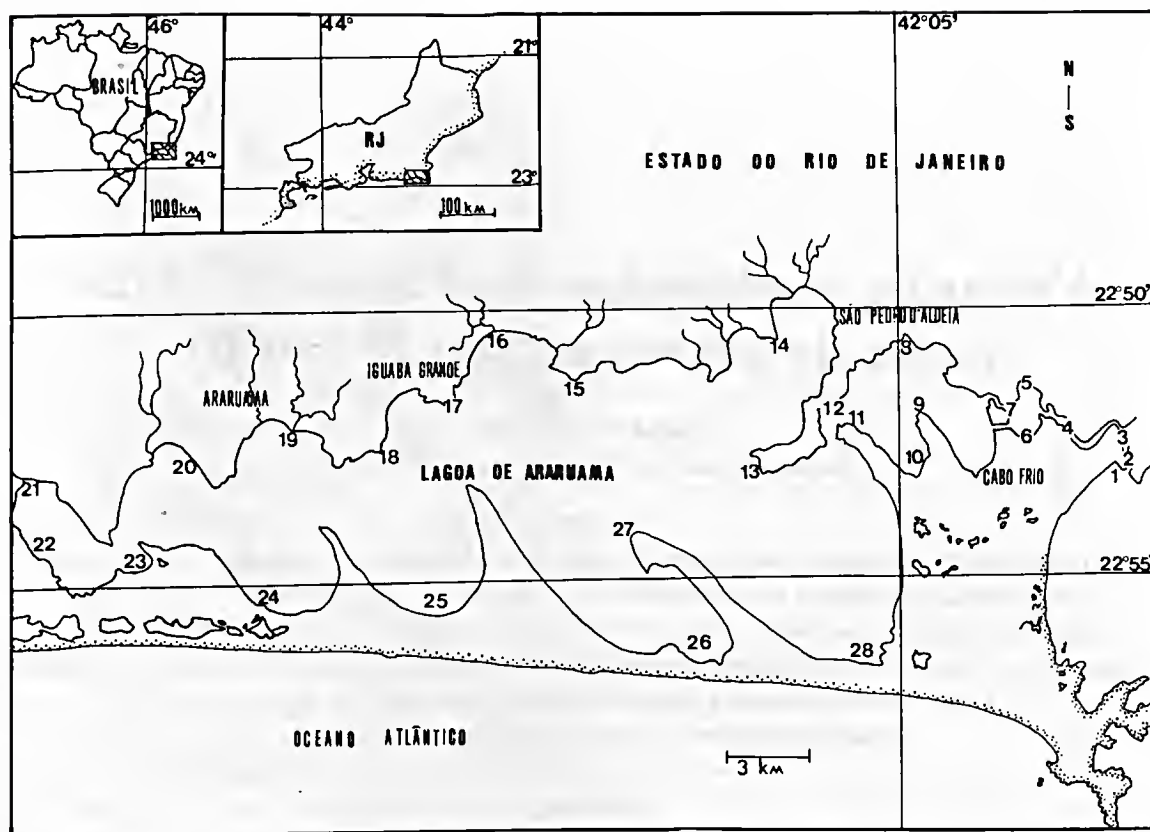 46°
BRASIL
24°
1000 KM
44°
21°
RJ
23°
100 KM
42°05'
N
S
ESTADO DO RIO DE JANEIRO
22°50'
SÃO PEDRO D'ALDEIA
14
8
16
IGUABA GRANDE
15
ARARUAMA
17
5
9
7
12
11
4
3
19
6
18
2
10
13
1
20
LAGOA DE ARARUAMA
CABO FRIO
21
27
22
23
22°55'
24
25
26
28
3 KM
OCEANO ATLÂNTICO